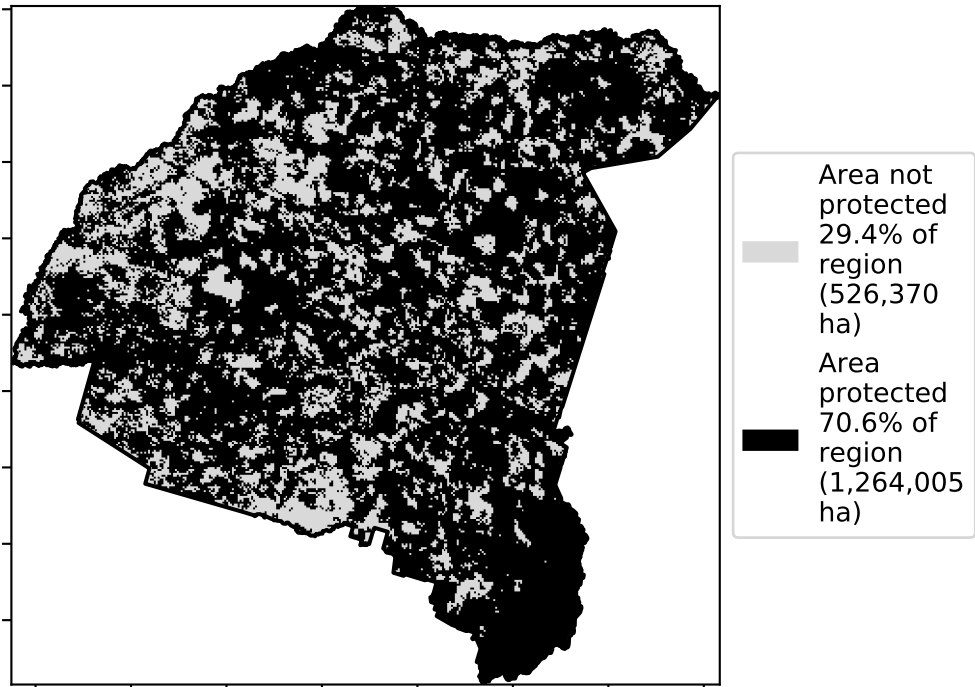 Area not
protected
29.4% of
region
(526,370
ha)
Area
protected
70.6% of
region
(1,264,005
ha)